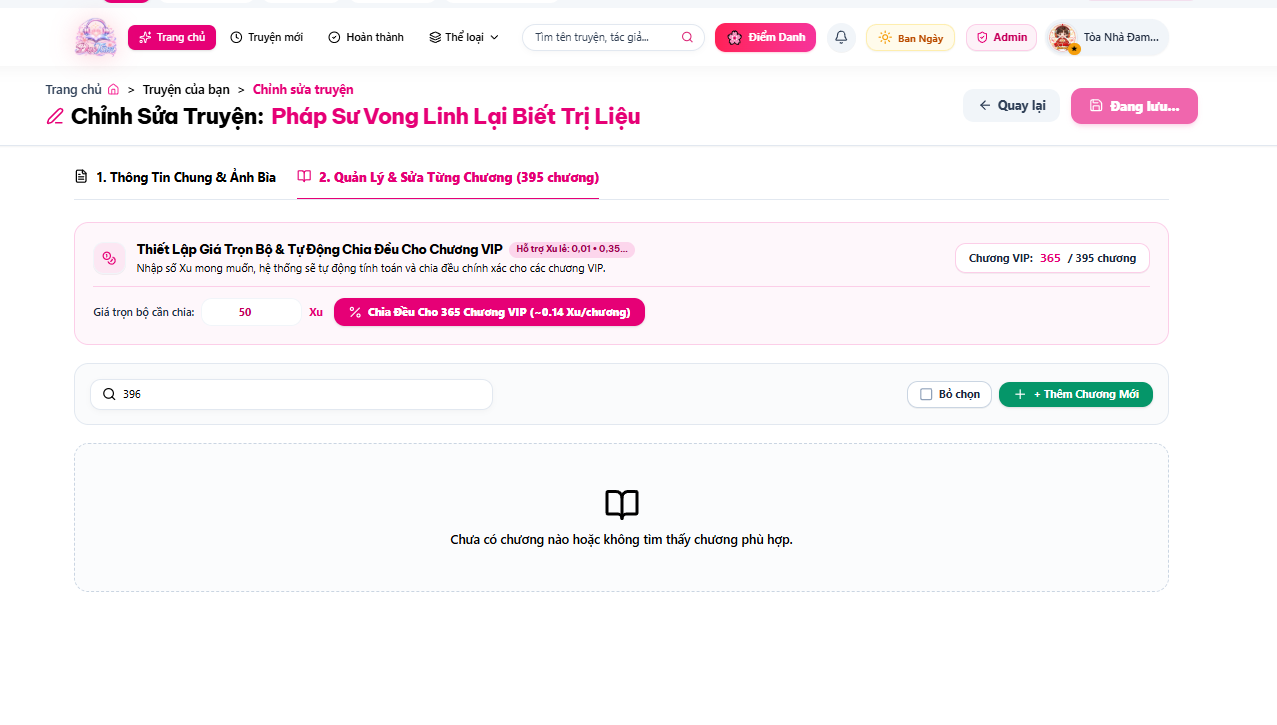 Trang chủ
Truyện mới
Hoàn thành
Thể loại
Tìm tên truyện, tác giả...
Điểm Danh
Ban Ngày
Admin
Tòa Nhà Đam...
Trang chủ > Truyện của bạn > Chỉnh sửa truyện
Chỉnh Sửa Truyện: Pháp Sư Vong Linh Lại Biết Trị Liệu
Quay lại
Đang lưu...
1. Thông Tin Chung & Ảnh Bìa
2. Quản Lý & Sửa Từng Chương (395 chương)
Thiết Lập Giá Trọn Bộ & Tự Động Chia Đều Cho Chương VIP
Hỗ trợ Xu lẻ: 0,01 • 0,35...
Nhập số Xu mong muốn, hệ thống sẽ tự động tính toán và chia đều chính xác cho các chương VIP.
Chương VIP: 365 / 395 chương
Giá trọn bộ cần chia: 50 Xu
Chia Đều Cho 365 Chương VIP (~0.14 Xu/chương)
396
Bỏ chọn
+ Thêm Chương Mới
Chưa có chương nào hoặc không tìm thấy chương phù hợp.